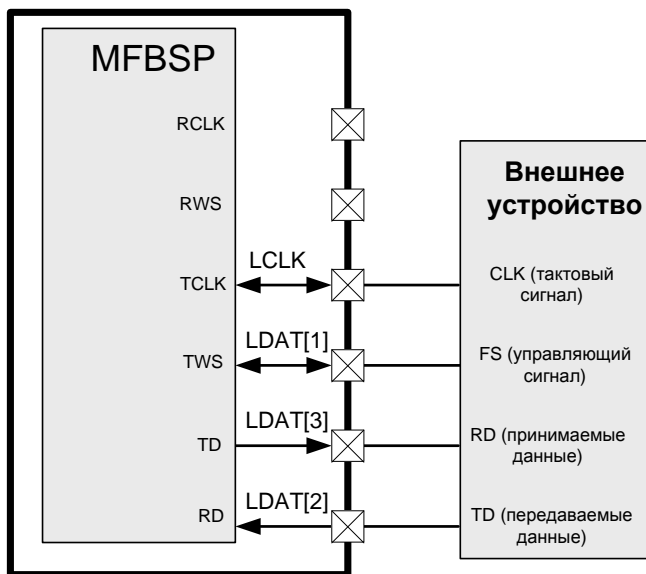 MFBSP
RCLK
RWS
LCLK
TCLK
LDAT[1]
TWS
LDAT[3]
TD
LDAT[2]
RD
Внешнее
устройство
CLK (тактовый
сигнал)
FS (управляющий
сигнал)
RD (принимаемые
данные)
TD (передаваемые
данные)